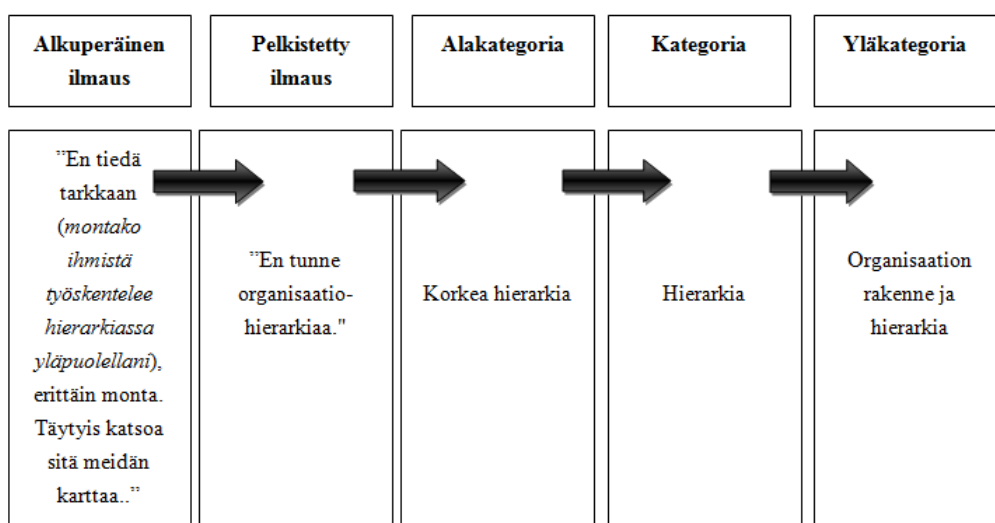 Alkuperäinen
ilmaus
Pelkistetty
ilmaus
Alakategoria
Kategoria
Yläkategoria
”En tiedä
tarkkaan
(montako
ihmistä
työskentelee
hierarkiassa
yläpuolellani),
erittäin monta.
Täytyis katsoa
sitä meidän
karttaa..”
”En tunne
organisaatio-
hierarkiaa."
Korkea hierarkia
Hierarkia
Organisaation
rakenne ja
hierarkia